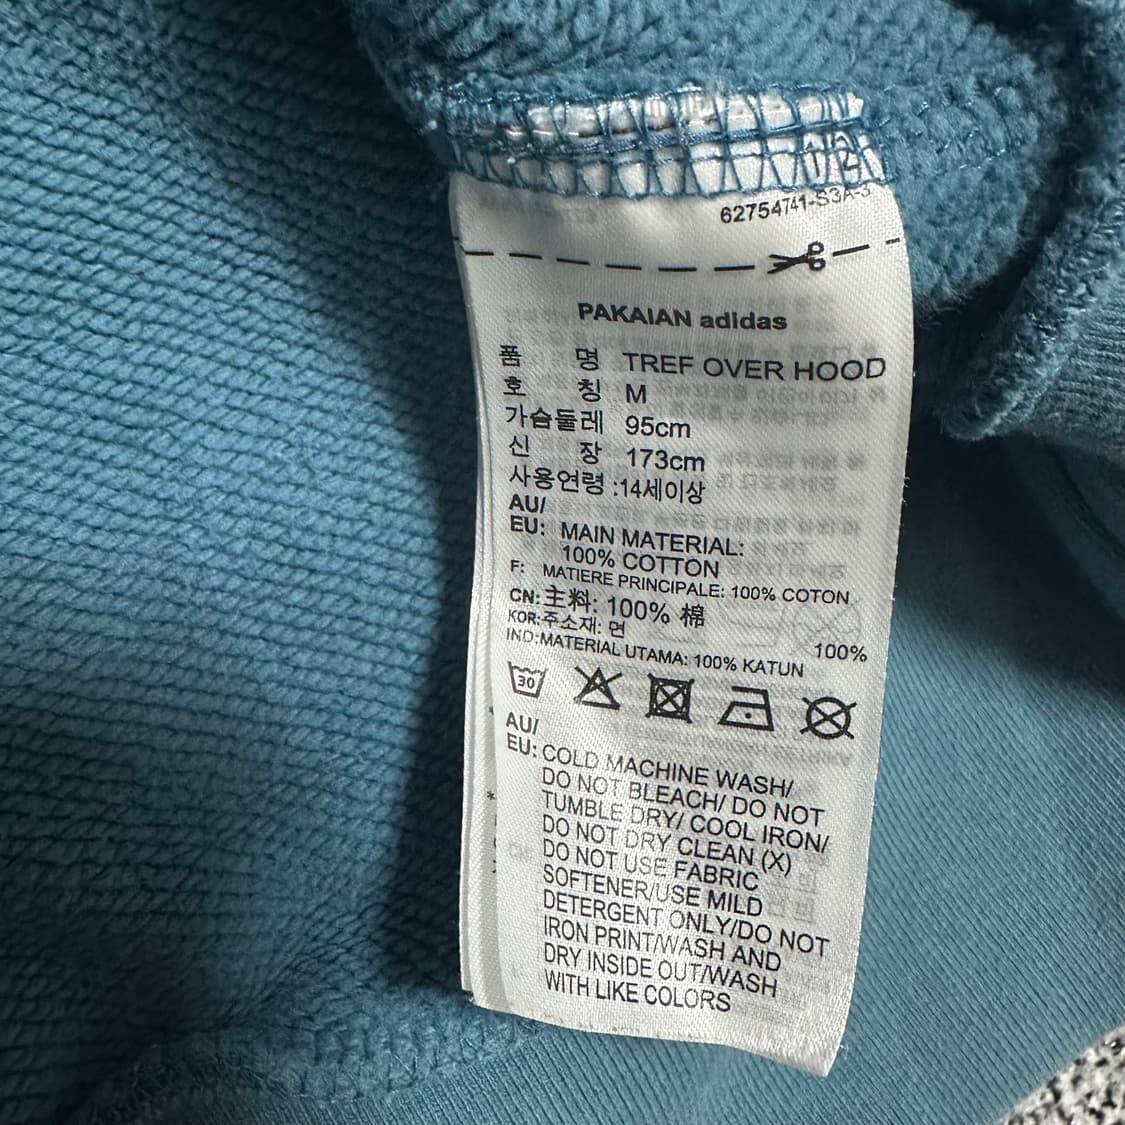 1/2
62754741-S3A-3
PAKAIAN adidas
품 명 TREF OVER HOOD
호 칭 M
가슴둘레 95cm
신 장 173cm
사용연령 :14세이상
AU/
EU: MAIN MATERIAL:
100% COTTON
F: MATIERE PRINCIPALE: 100% COTON
CN:主料: 100% 棉
KOR:주소재: 면 100%
IND:MATERIAL UTAMA: 100% KATUN
30
AU/
EU: COLD MACHINE WASH/
DO NOT BLEACH/ DO NOT
TUMBLE DRY/ COOL IRON/
DO NOT DRY CLEAN (X)
DO NOT USE FABRIC
SOFTENER/USE MILD
DETERGENT ONLY/DO NOT
IRON PRINT/WASH AND
DRY INSIDE OUT/WASH
WITH LIKE COLORS